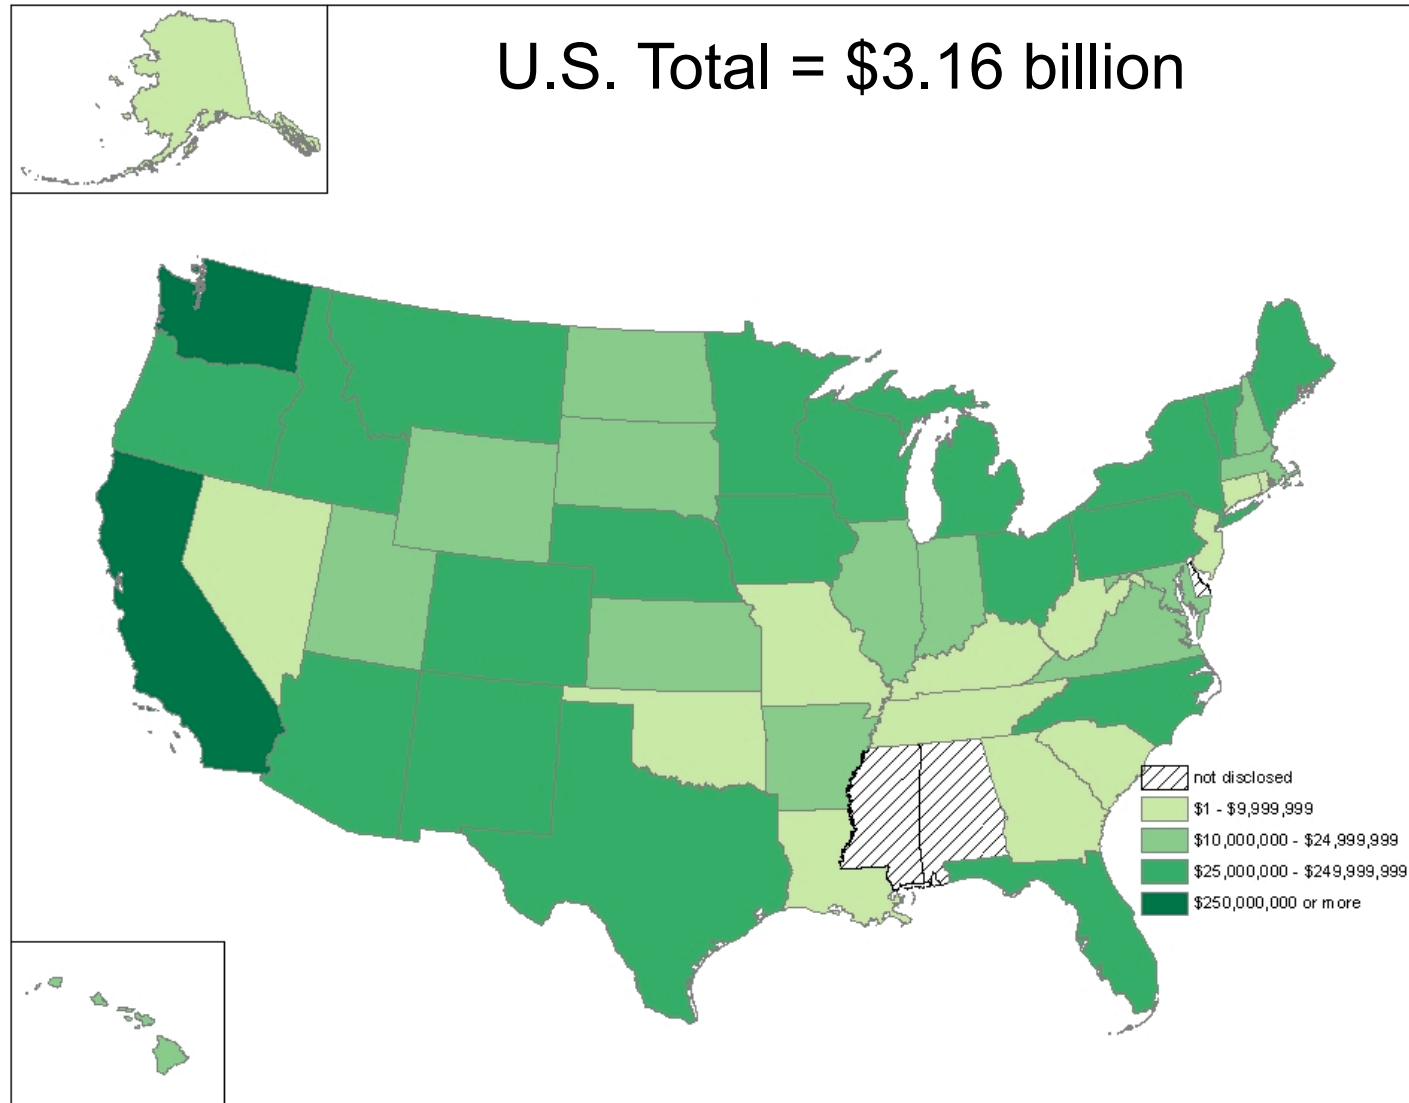 U.S. Total = $3.16 billion
not disclosed
$1 - $9,999,999
$10,000,000 - $24,999,999
$25,000,000 - $249,999,999
$250,000,000 or more